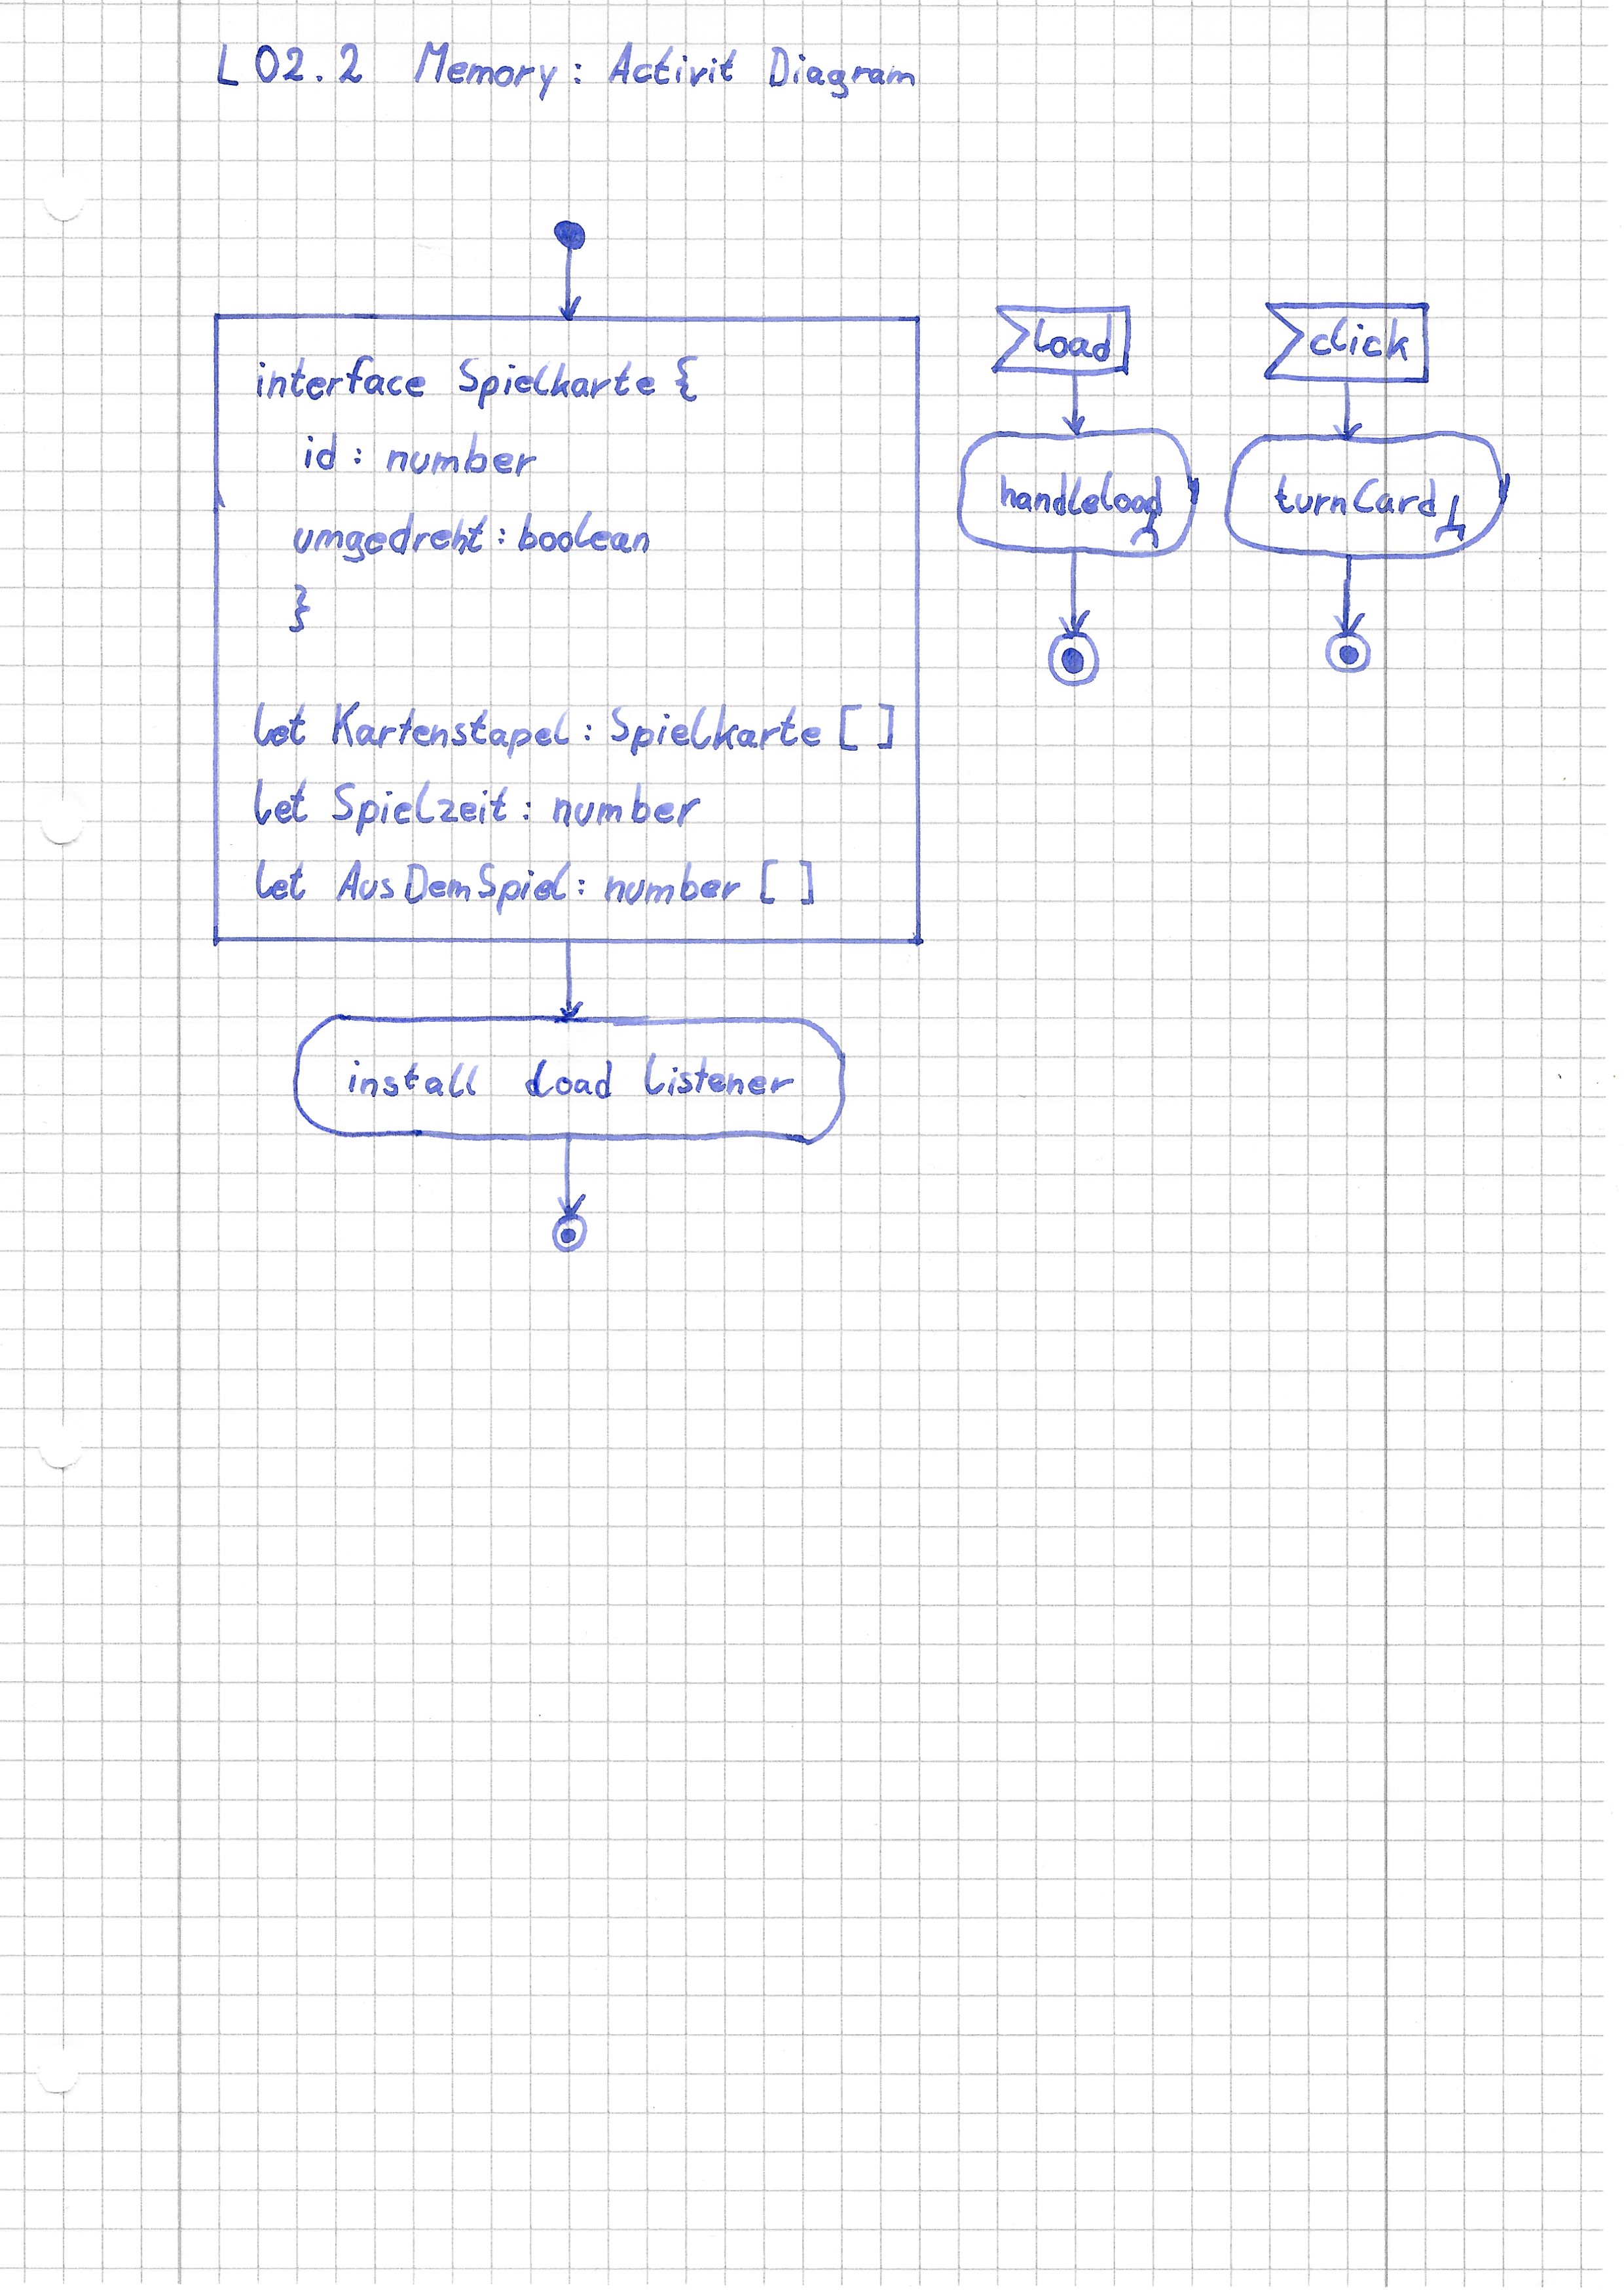 L 02.2 Memory: Activit Diagram
interface Spielkarte {
id: number
umgedreht: boolean
}
let Kartenstapel: Spielkarte [ ]
let Spielzeit: number
let AusDemSpiel: number [ ]
install load listener
load
handleload
click
turnCard